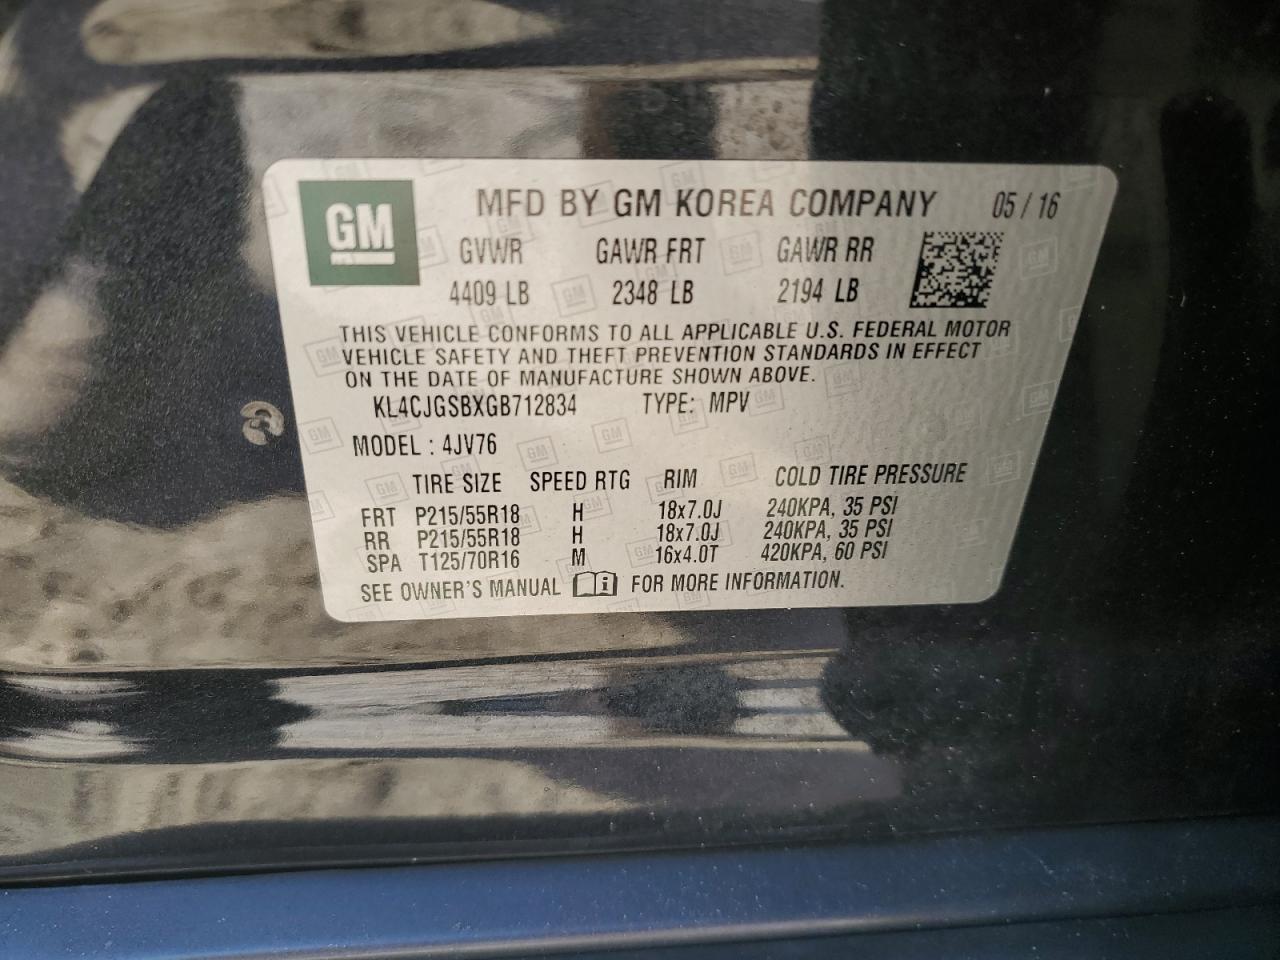 GM
MFD BY GM KOREA COMPANY 05 / 16
GVWR GAWR FRT GAWR RR
4409 LB 2348 LB 2194 LB
THIS VEHICLE CONFORMS TO ALL APPLICABLE U.S. FEDERAL MOTOR
VEHICLE SAFETY AND THEFT PREVENTION STANDARDS IN EFFECT
ON THE DATE OF MANUFACTURE SHOWN ABOVE.
KL4CJGSBXGB712834 TYPE: MPV
MODEL : 4JV76
TIRE SIZE SPEED RTG RIM COLD TIRE PRESSURE
FRT P215/55R18 H 18x7.0J 240KPA, 35 PSI
RR P215/55R18 H 18x7.0J 240KPA, 35 PSI
SPA T125/70R16 M 16x4.0T 420KPA, 60 PSI
SEE OWNER'S MANUAL i FOR MORE INFORMATION.